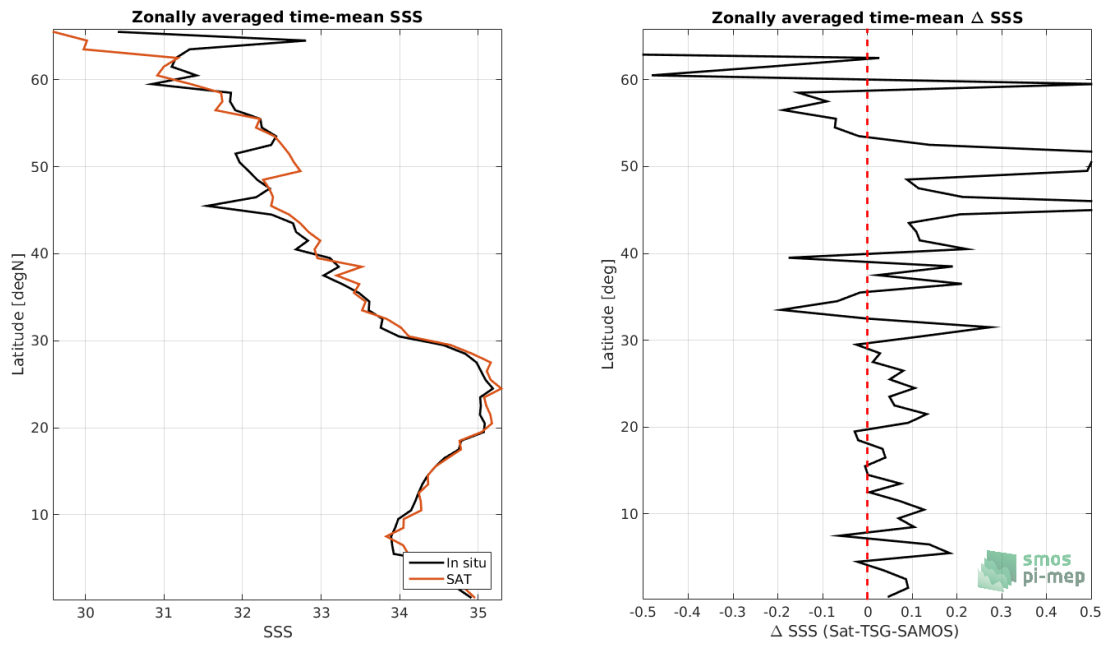 Zonally averaged time-mean SSS
Latitude [degN]
60
50
40
30
20
10
30
31
32
33
34
35
SSS
In situ
SAT
Zonally averaged time-mean Δ SSS
Latitude [deg]
60
50
40
30
20
10
-0.5
-0.4
-0.3
-0.2
-0.1
0
0.1
0.2
0.3
0.4
0.5
Δ SSS (Sat-TSG-SAMOS)
smos
pi-mep